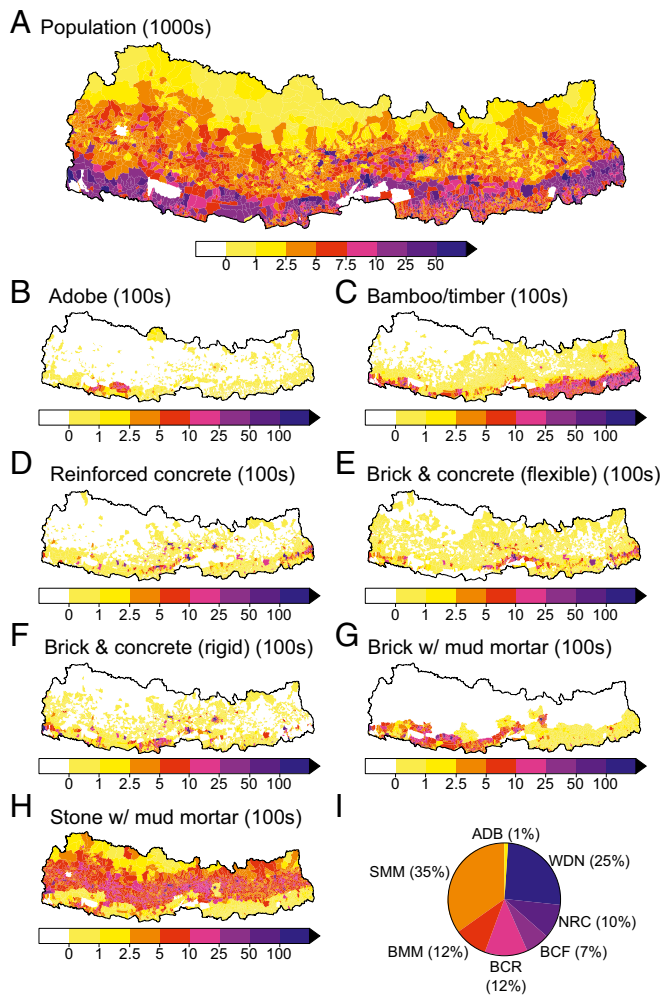 A Population (1000s)
0 1 2.5 5 7.5 10 25 50
B Adobe (100s)
0 1 2.5 5 10 25 50 100
C Bamboo/timber (100s)
0 1 2.5 5 10 25 50 100
D Reinforced concrete (100s)
0 1 2.5 5 10 25 50 100
E Brick & concrete (flexible) (100s)
0 1 2.5 5 10 25 50 100
F Brick & concrete (rigid) (100s)
0 1 2.5 5 10 25 50 100
G Brick w/ mud mortar (100s)
0 1 2.5 5 10 25 50 100
H Stone w/ mud mortar (100s)
0 1 2.5 5 10 25 50 100
I
ADB (1%)
WDN (25%)
SMM (35%)
NRC (10%)
BMM (12%)
BCF (7%)
BCR
(12%)